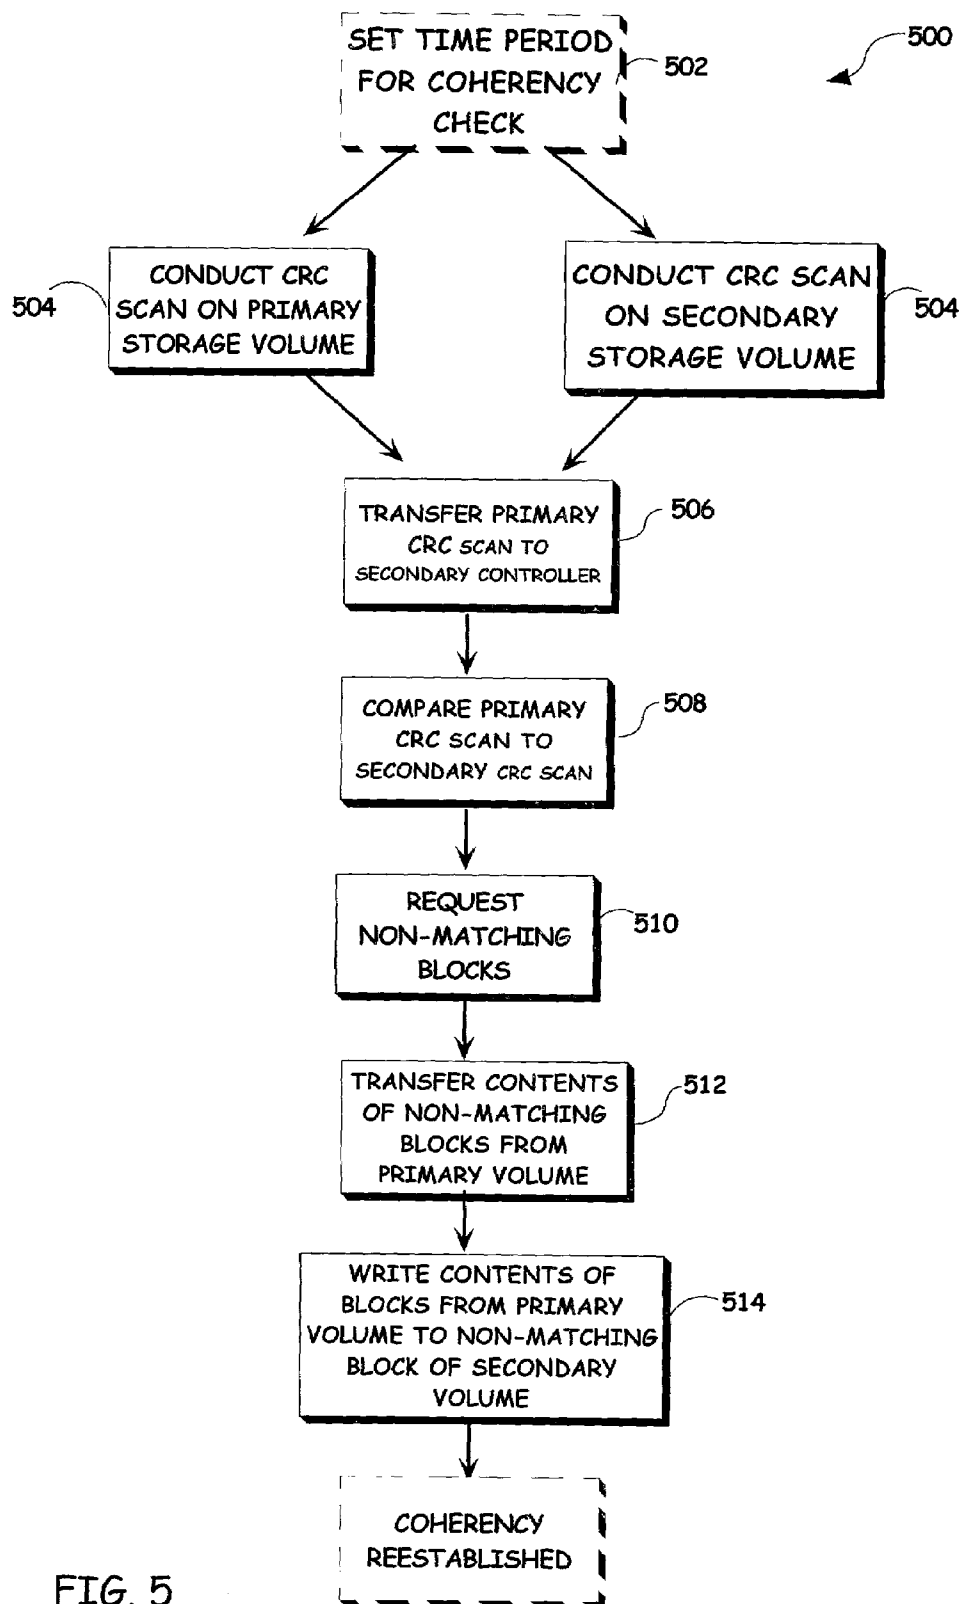 SET TIME PERIOD
FOR COHERENCY
CHECK
502
500
CONDUCT CRC
SCAN ON PRIMARY
STORAGE VOLUME
504
CONDUCT CRC SCAN
ON SECONDARY
STORAGE VOLUME
504
TRANSFER PRIMARY
CRC SCAN TO
SECONDARY CONTROLLER
506
COMPARE PRIMARY
CRC SCAN TO
SECONDARY CRC SCAN
508
REQUEST
NON-MATCHING
BLOCKS
510
TRANSFER CONTENTS
OF NON-MATCHING
BLOCKS FROM
PRIMARY VOLUME
512
WRITE CONTENTS OF
BLOCKS FROM PRIMARY
VOLUME TO NON-MATCHING
BLOCK OF SECONDARY
VOLUME
514
COHERENCY
REESTABLISHED
FIG. 5